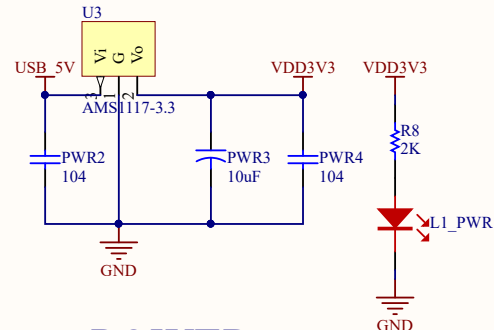 U3
Vi
G
Vo
USB_5V
VDD3V3
VDD3V3
3
1
2
AMS1117-3.3
R8
2K
PWR2
104
PWR3
10uF
PWR4
104
L1_PWR
GND
GND